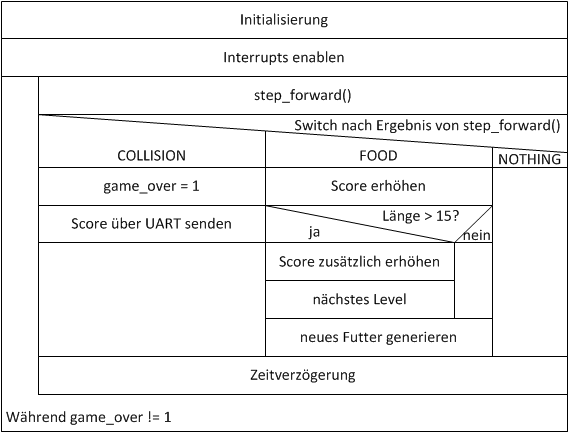 Initialisierung
Interrupts enablen
step_forward()
Switch nach Ergebnis von step_forward()
COLLISION
FOOD
NOTHING
game_over = 1
Score erhöhen
Score über UART senden
Länge > 15?
ja
nein
Score zusätzlich erhöhen
nächstes Level
neues Futter generieren
Zeitverzögerung
Während game_over != 1